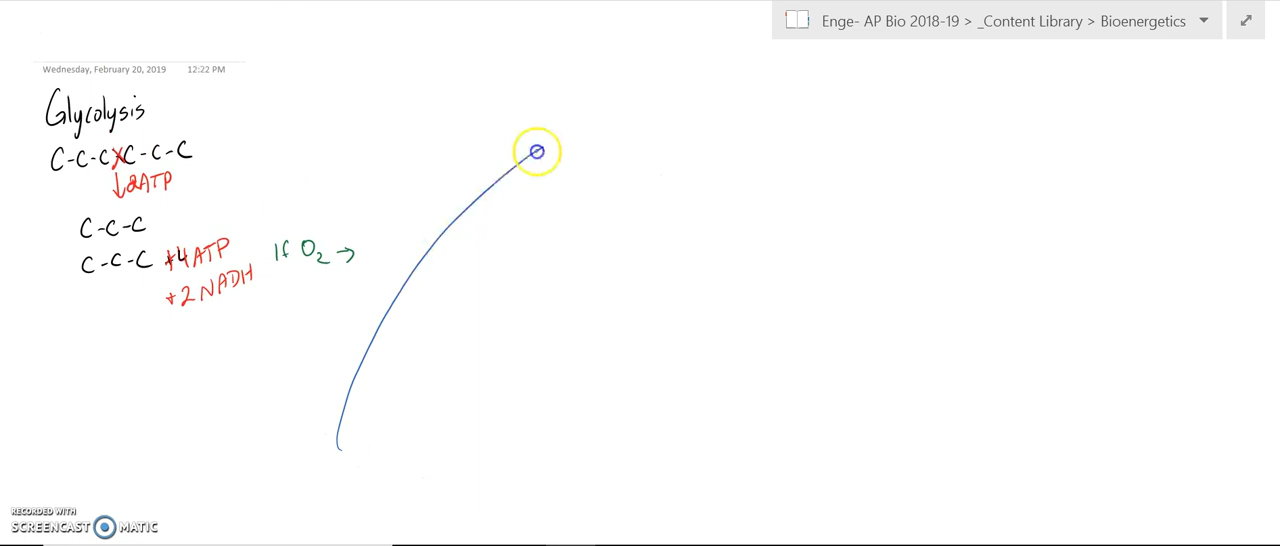 Enge- AP Bio 2018-19 > _Content Library > Bioenergetics
Wednesday, February 20, 2019 12:22 PM
Glycolysis
C-C-C-C-C-C
↓2ATP
C-C-C
C-C-C +4ATP If O2 →
+2NADH
RECORDED WITH
SCREENCAST MATIC